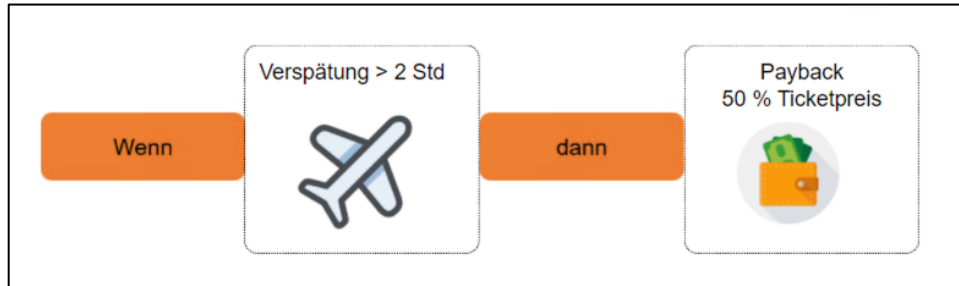 Wenn
Verspätung > 2 Std
dann
Payback
50 % Ticketpreis